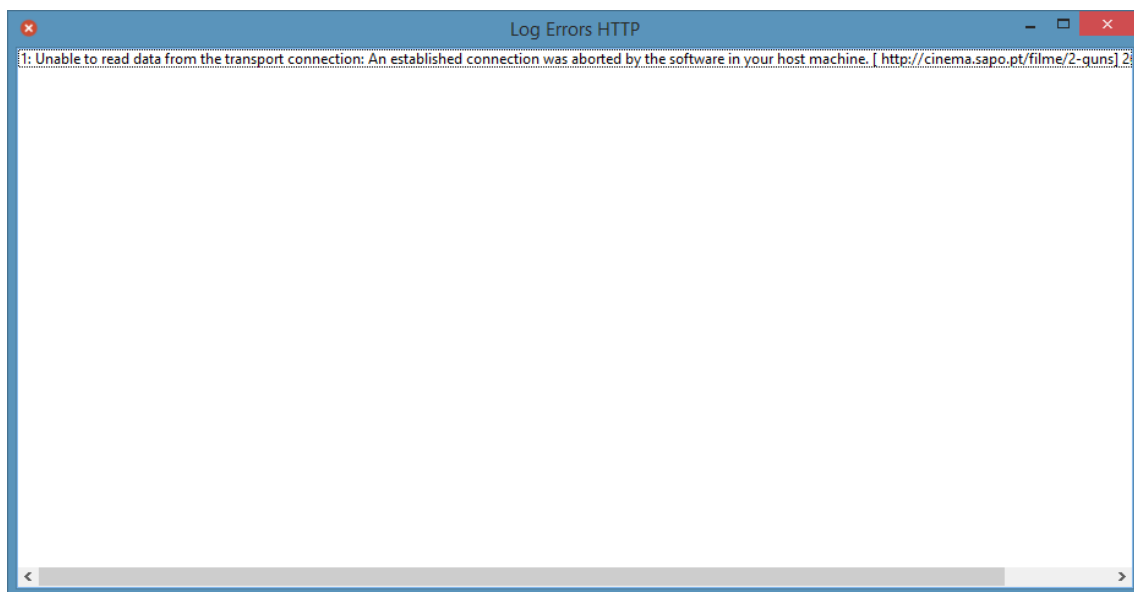 Log Errors HTTP
1: Unable to read data from the transport connection: An established connection was aborted by the software in your host machine. [ http://cinema.sapo.pt/filme/2-guns] 2